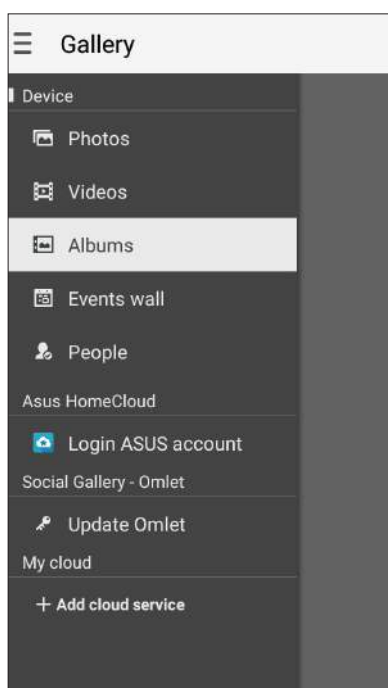 Gallery
Device
Photos
Videos
Albums
Events wall
People
Asus HomeCloud
Login ASUS account
Social Gallery - Omlet
Update Omlet
My cloud
+ Add cloud service